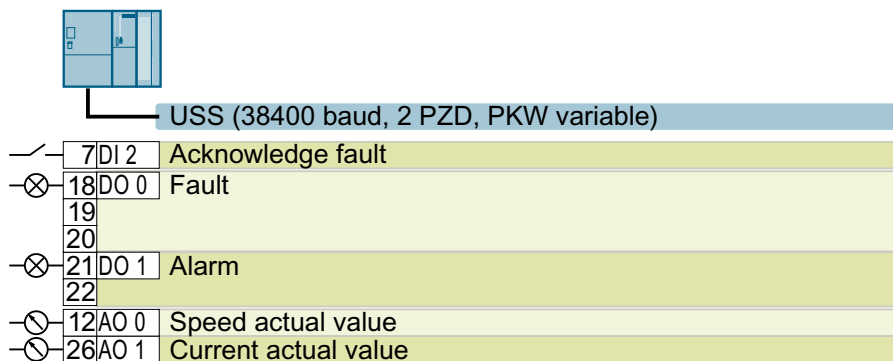 USS (38400 baud, 2 PZD, PKW variable)
7 DI 2 Acknowledge fault
18 DO 0 Fault
19
20
21 DO 1 Alarm
22
12 AO 0 Speed actual value
26 AO 1 Current actual value